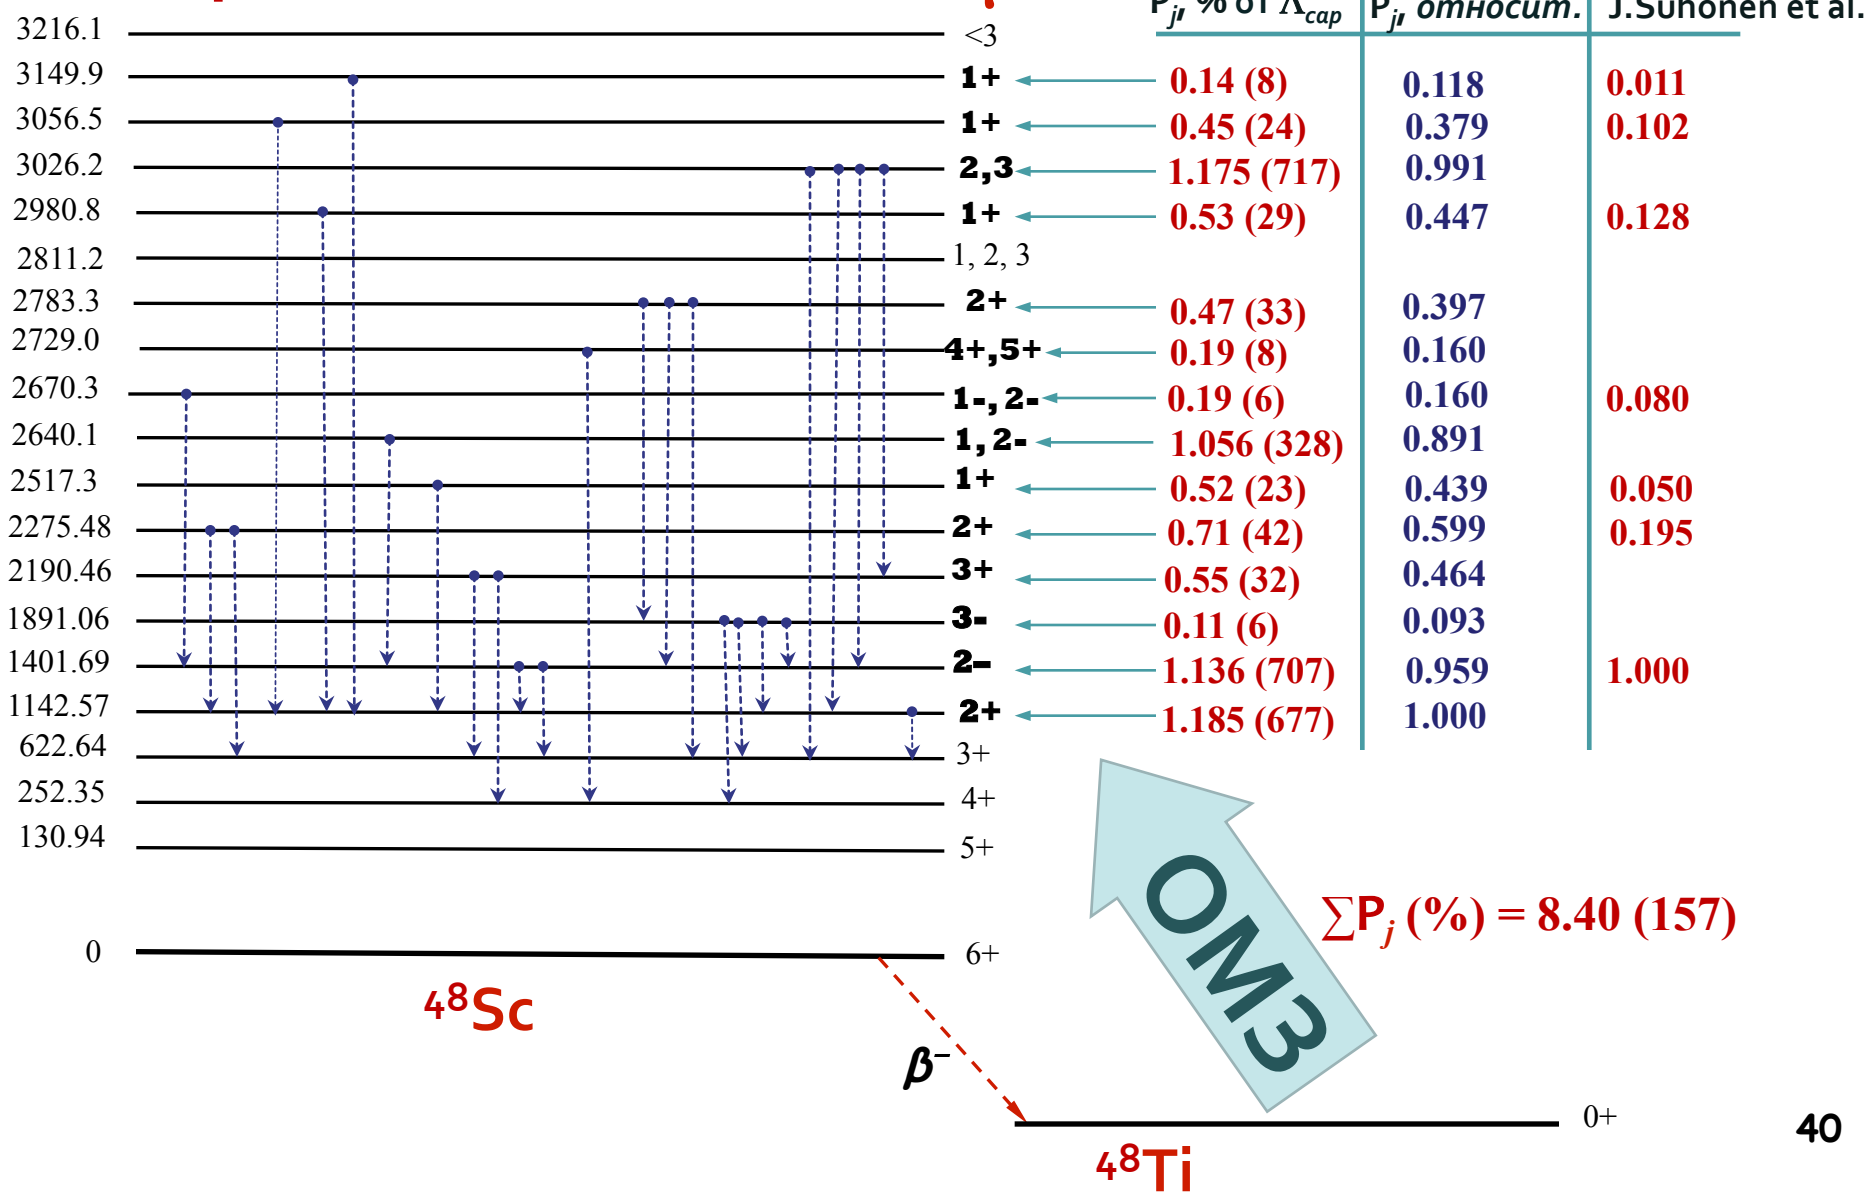 P_j, % от Λ_cap P_j, относит. J.Suhonen et al.
3216.1 <3
3149.9 1+ 0.14 (8) 0.118 0.011
3056.5 1+ 0.45 (24) 0.379 0.102
3026.2 2,3 1.175 (717) 0.991
2980.8 1+ 0.53 (29) 0.447 0.128
2811.2 1, 2, 3
2783.3 2+ 0.47 (33) 0.397
2729.0 4+,5+ 0.19 (8) 0.160
2670.3 1-, 2- 0.19 (6) 0.160 0.080
2640.1 1, 2- 1.056 (328) 0.891
2517.3 1+ 0.52 (23) 0.439 0.050
2275.48 2+ 0.71 (42) 0.599 0.195
2190.46 3+ 0.55 (32) 0.464
1891.06 3- 0.11 (6) 0.093
1401.69 2- 1.136 (707) 0.959 1.000
1142.57 2+ 1.185 (677) 1.000
622.64 3+
252.35 4+
130.94 5+
ОМЗ
∑P_j (%) = 8.40 (157)
0 6+
⁴⁸Sc
β⁻
0+
40
⁴⁸Ti